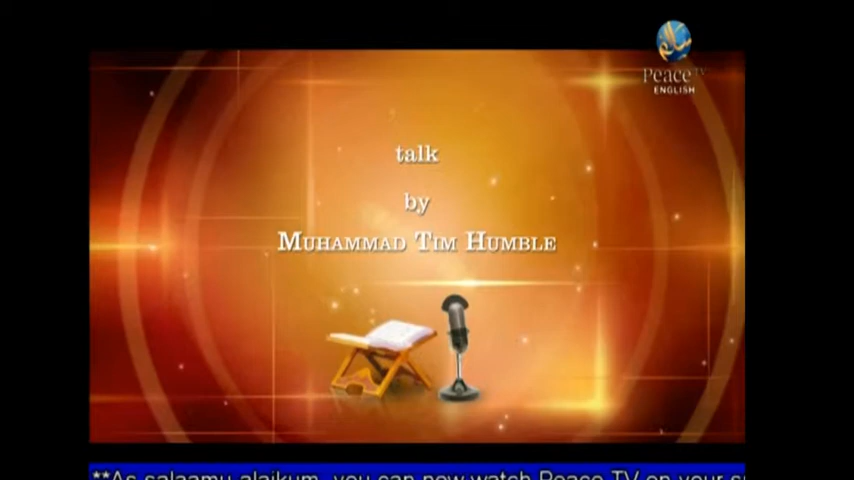 سلام
Peace TV
ENGLISH
talk
by
MUHAMMAD TIM HUMBLE
**As salaamu alaikum, you can now watch Peace TV on your